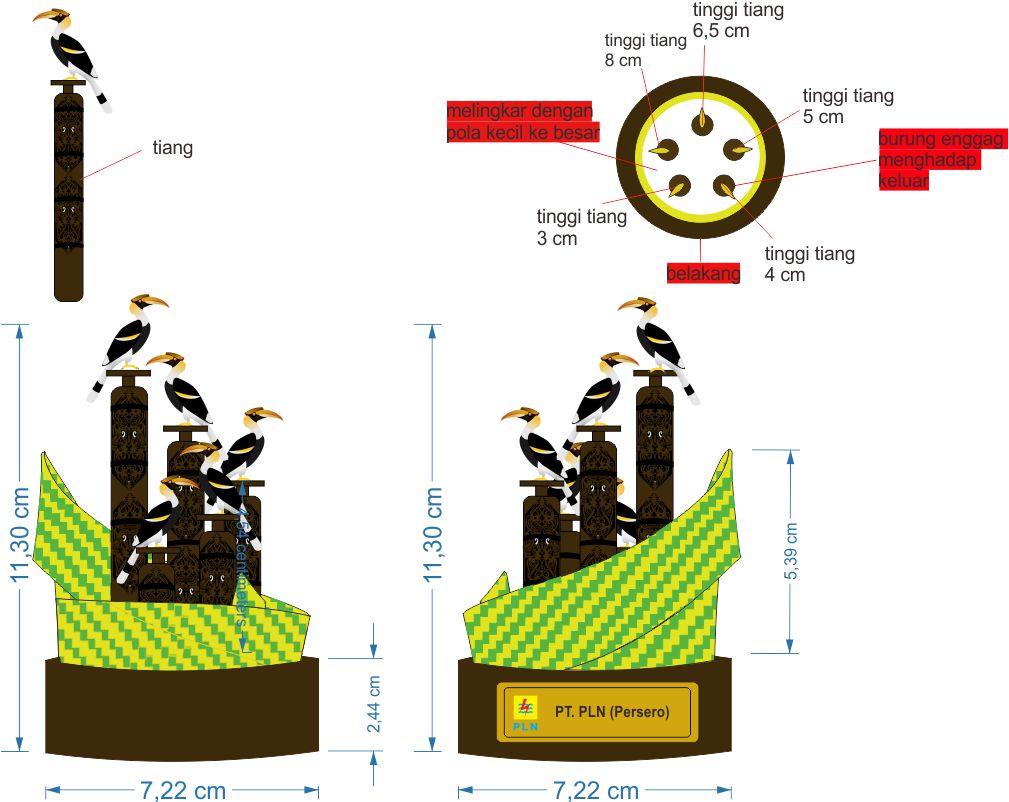 tiang
tinggi tiang
6,5 cm
tinggi tiang
8 cm
tinggi tiang
5 cm
melingkar dengan
pola kecil ke besar
burung enggag
menghadap
keluar
tinggi tiang
3 cm
tinggi tiang
4 cm
belakang
11,30 cm
4,54 centimeters
2,44 cm
7,22 cm
11,30 cm
5,39 cm
PLN
PT. PLN (Persero)
7,22 cm